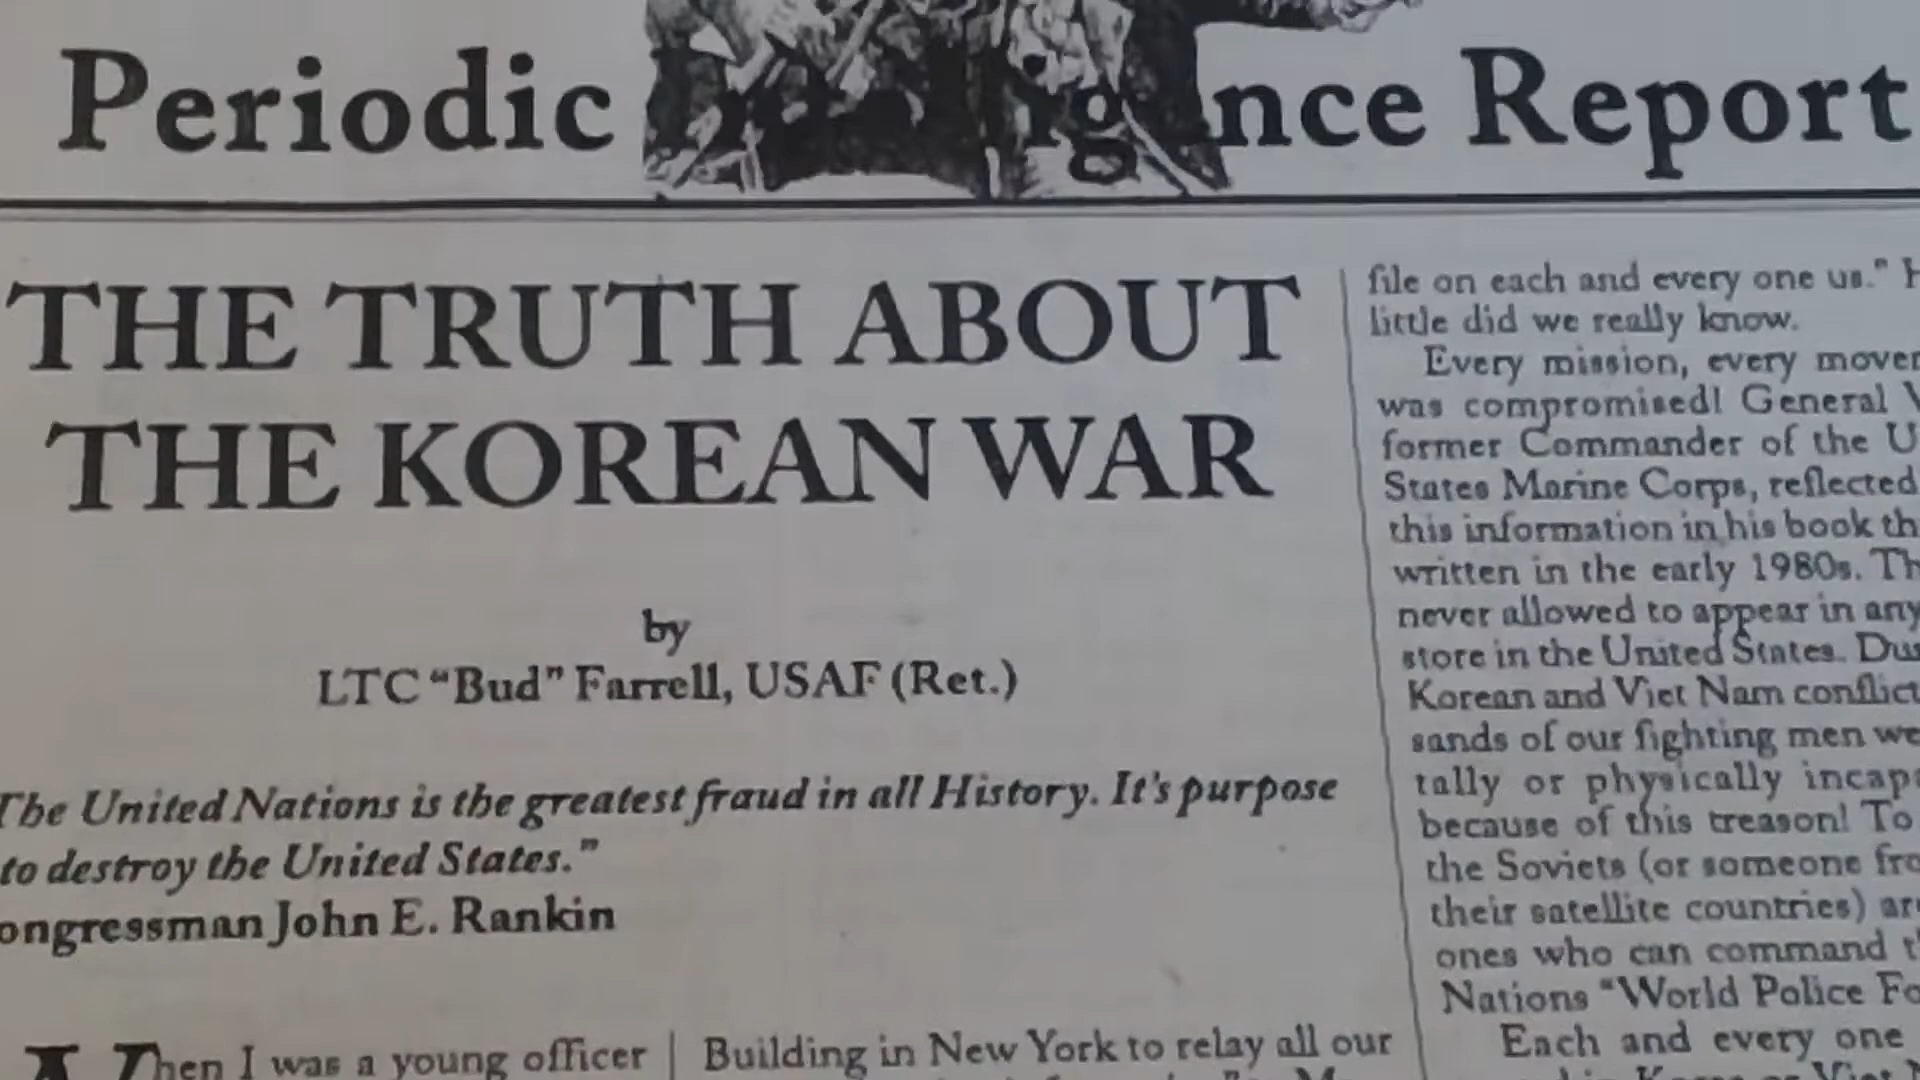 Periodic Intelligence Report
THE TRUTH ABOUT
THE KOREAN WAR
by
LTC “Bud” Farrell, USAF (Ret.)
The United Nations is the greatest fraud in all History. It's purpose
to destroy the United States.”
ongressman John E. Rankin
When I was a young officer
Building in New York to relay all our
file on each and every one us."
little did we really know.
Every mission, every
was compromised! General
former Commander of the
States Marine Corps, reflected
this information in his book
written in the early 1980s.
never allowed to appear in any
store in the United States.
Korean and Viet Nam
sands of our fighting men
tally or physically
because of this treason! To
the Soviets (or someone
their satellite countries)
ones who can command
Nations “World Police
Each and every one